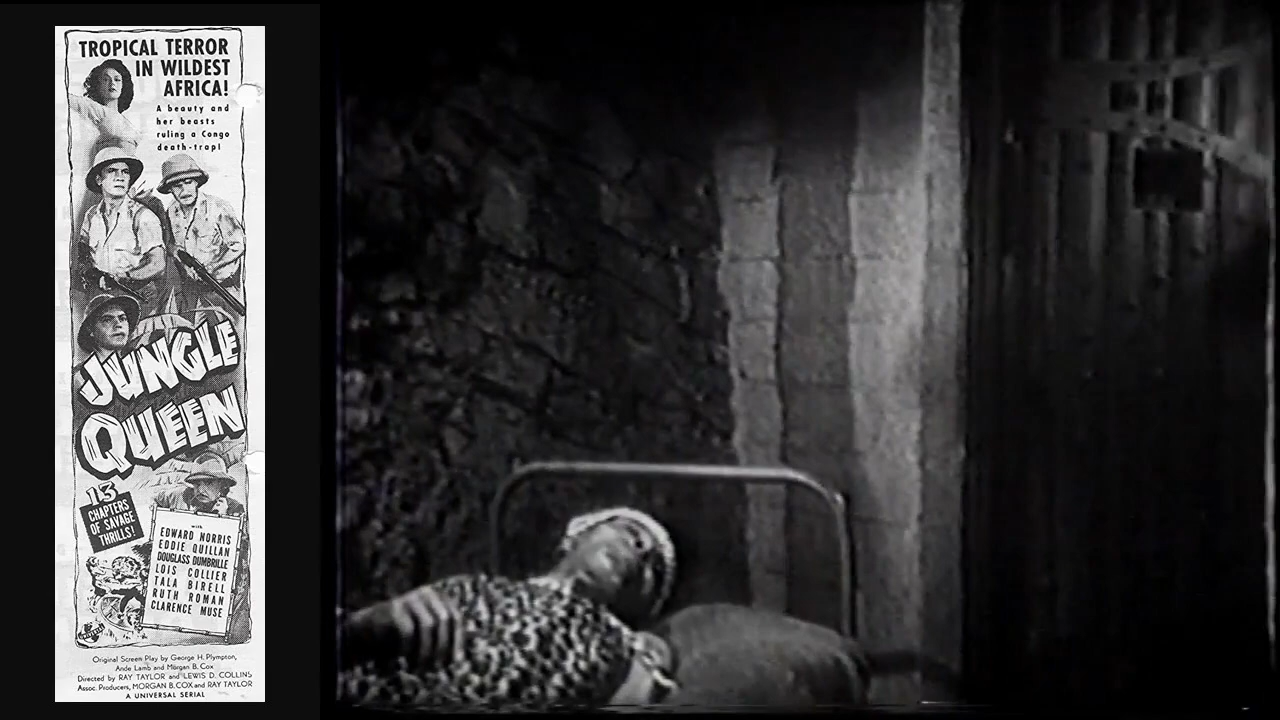 TROPICAL TERROR
IN WILDEST
AFRICA!
A beauty and
her beasts
ruling a Congo
death-trap!
JUNGLE
QUEEN
13
CHAPTERS
OF SAVAGE
THRILLS!
with
EDWARD NORRIS
EDDIE QUILLAN
DOUGLASS DUMBRILLE
LOIS COLLIER
TALA BIRELL
RUTH ROMAN
CLARENCE MUSE
Original Screen Play by George H. Plympton,
Ande Lamb and Morgan B. Cox
Directed by RAY TAYLOR and LEWIS D. COLLINS
Assoc. Producers, MORGAN B. COX and RAY TAYLOR
A UNIVERSAL SERIAL